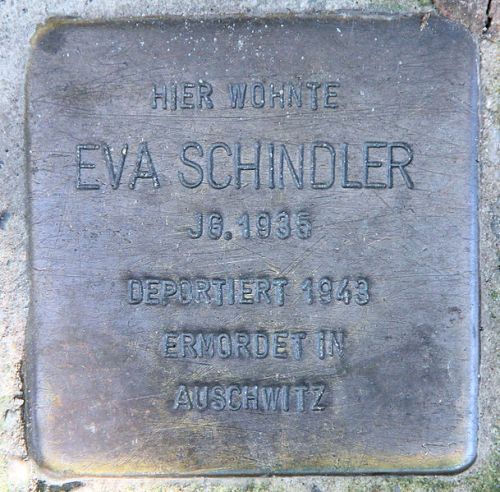 HIER WOHNTE
EVA SCHINDLER
JG. 1935
DEPORTIERT 1943
ERMORDET IN
AUSCHWITZ